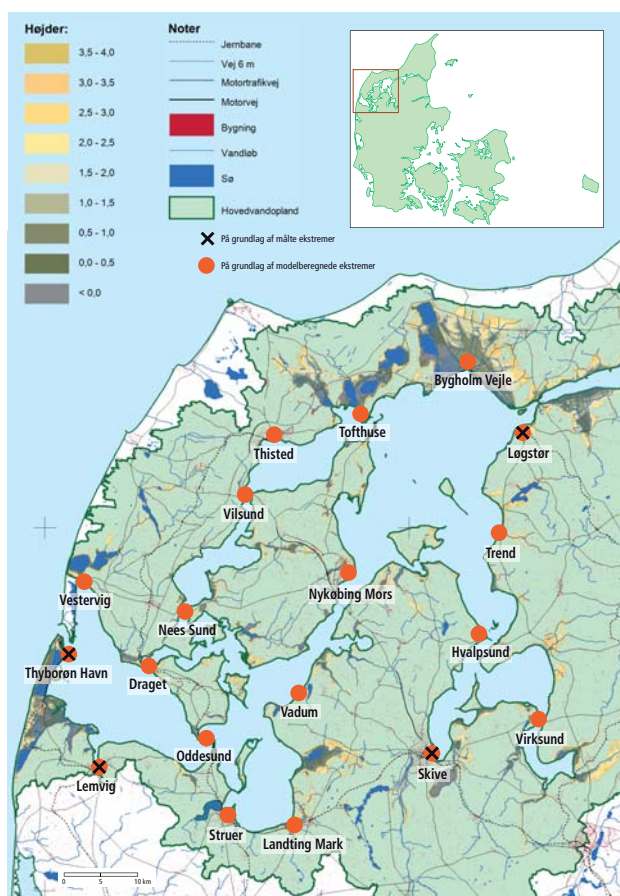 Højder:
3,5 - 4,0
3,0 - 3,5
2,5 - 3,0
2,0 - 2,5
1,5 - 2,0
1,0 - 1,5
0,5 - 1,0
0,0 - 0,5
< 0,0
Noter
Jernbane
Vej 6 m
Motortrafikvej
Motorvej
Bygning
Vandløb
Sø
Hovedvandopland
På grundlag af målte ekstremer
På grundlag af modelberegnede ekstremer
Bygholm Vejle
Tofthuse
Løgstør
Thisted
Vilsund
Trend
Nykøbing Mors
Vestervig
Nees Sund
Hvalpsund
Thyborøn Havn
Draget
Vadum
Virksund
Oddesund
Skive
Lemvig
Struer
Landting Mark
0 5 10 km